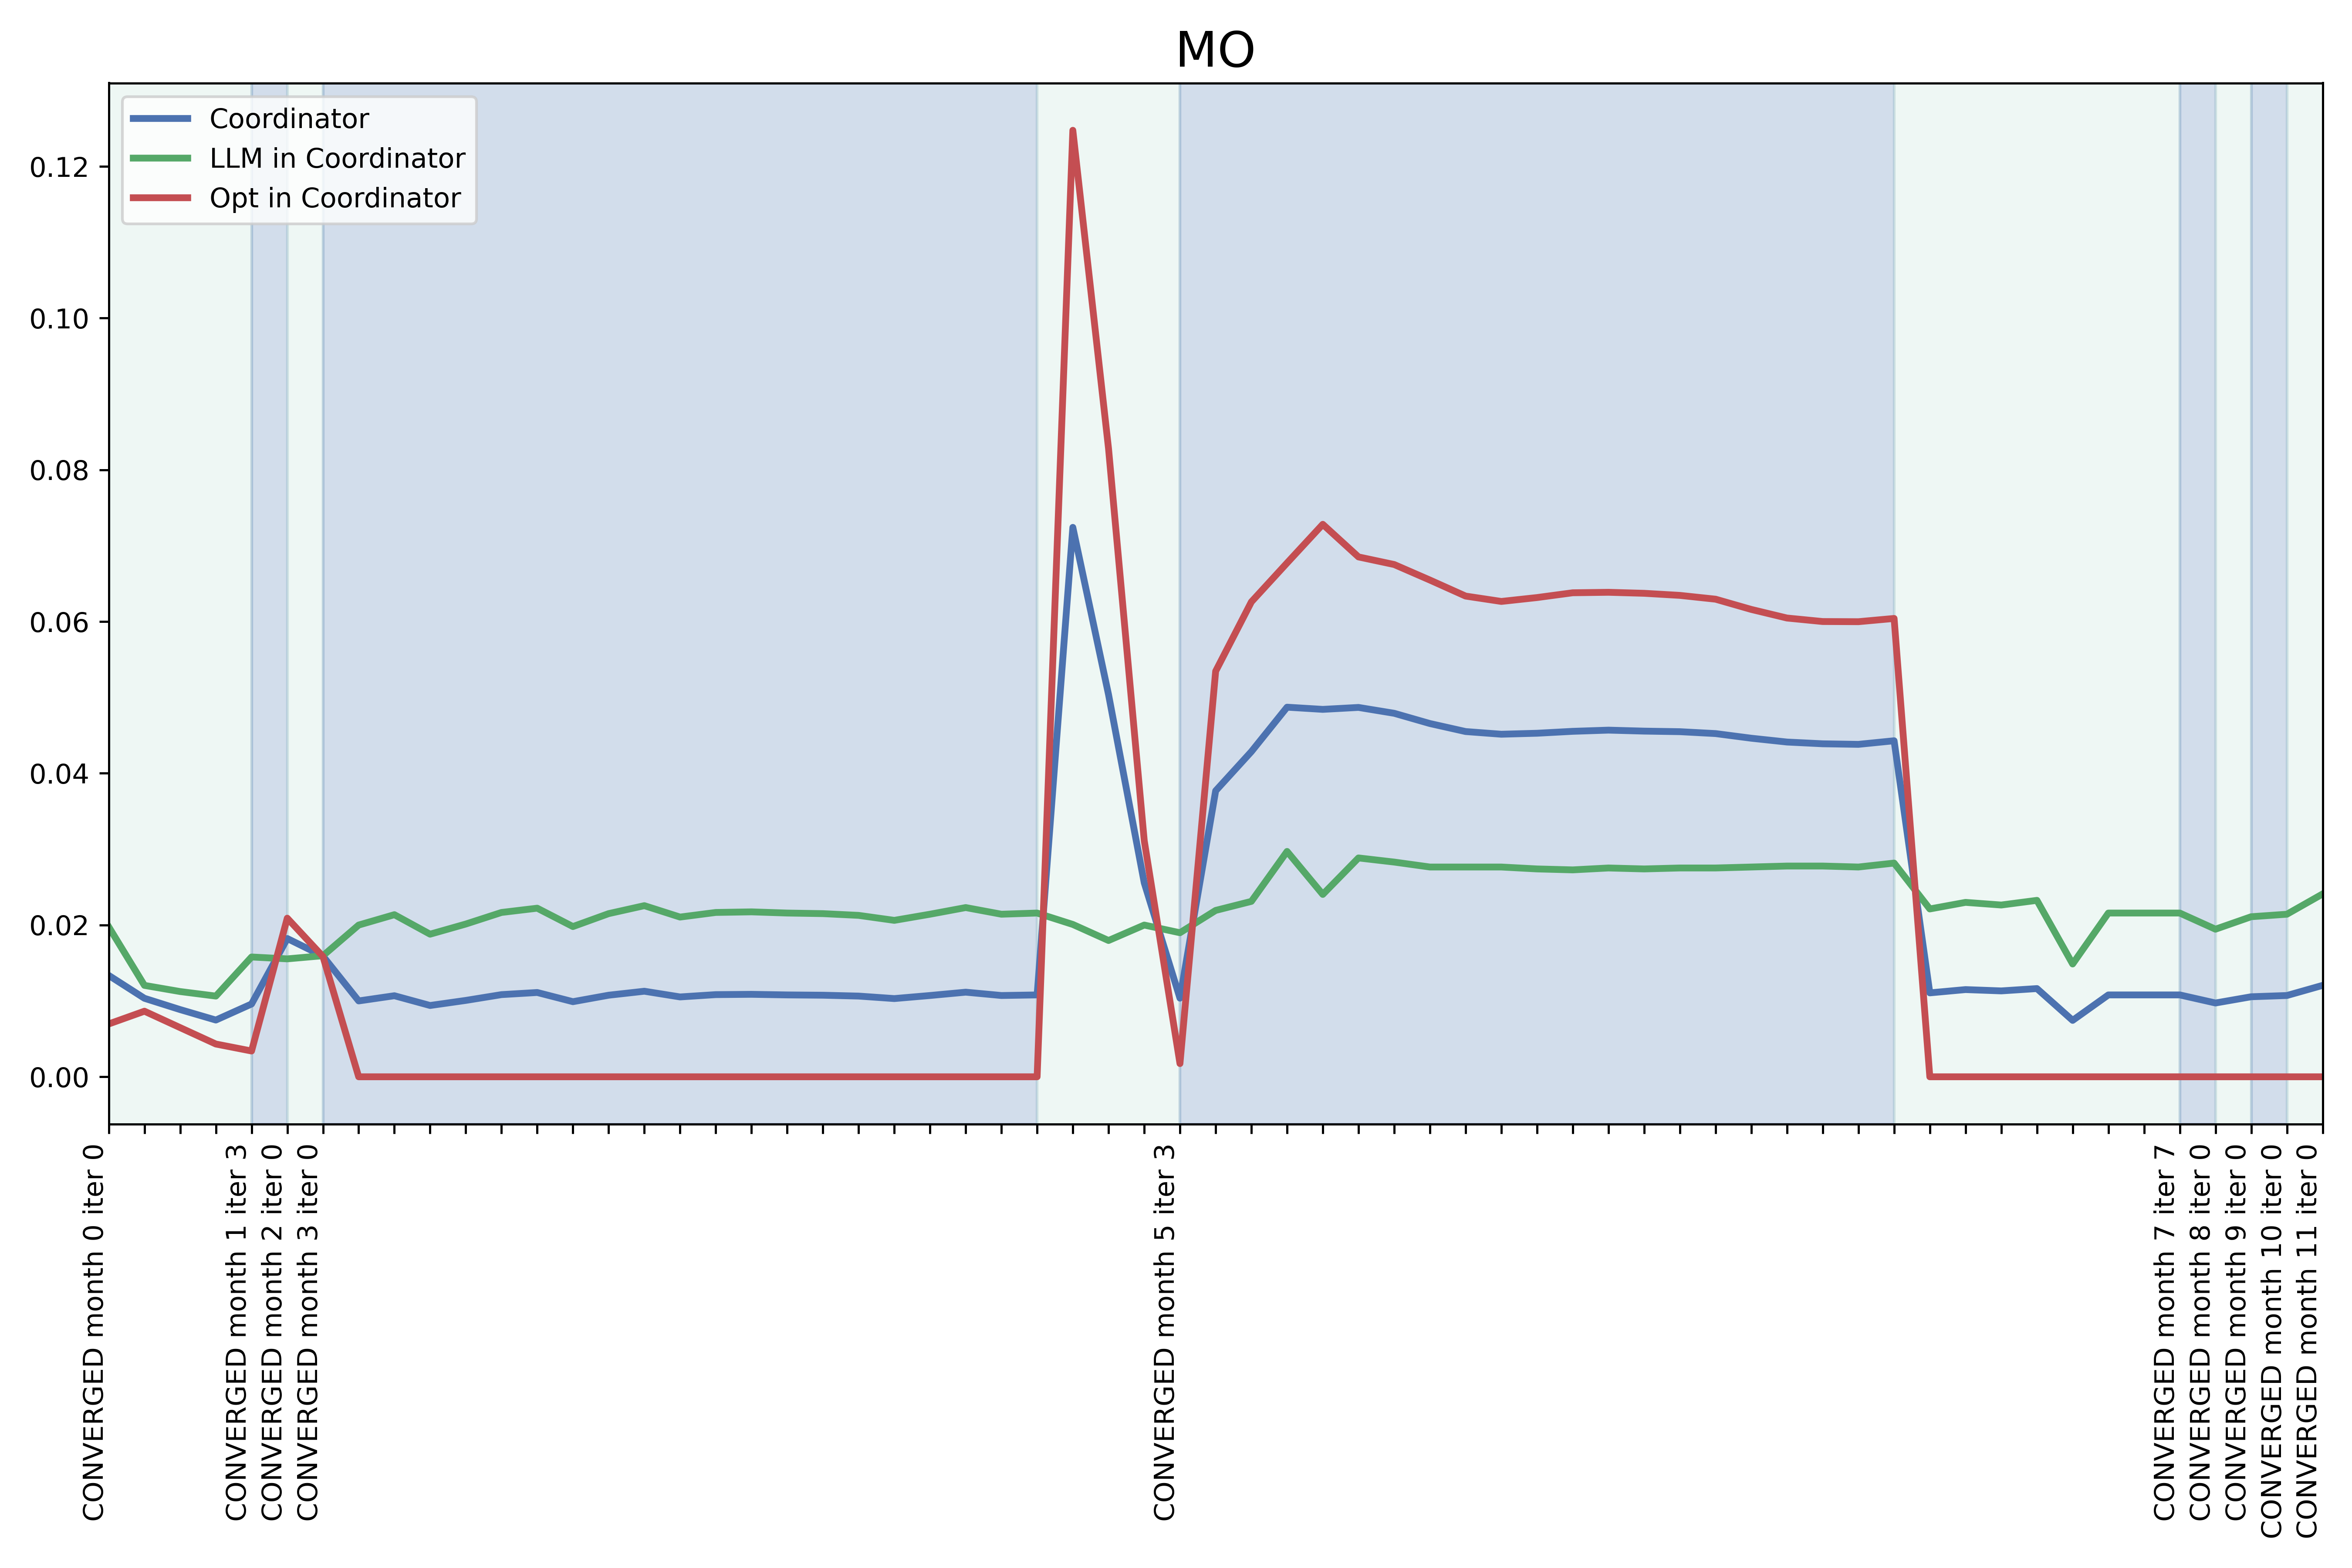 MO
Coordinator
LLM in Coordinator
Opt in Coordinator
0.12
0.10
0.08
0.06
0.04
0.02
0.00
CONVERGED month 0 iter 0
CONVERGED month 1 iter 3
CONVERGED month 2 iter 0
CONVERGED month 3 iter 0
CONVERGED month 5 iter 3
CONVERGED month 7 iter 7
CONVERGED month 8 iter 0
CONVERGED month 9 iter 0
CONVERGED month 10 iter 0
CONVERGED month 11 iter 0